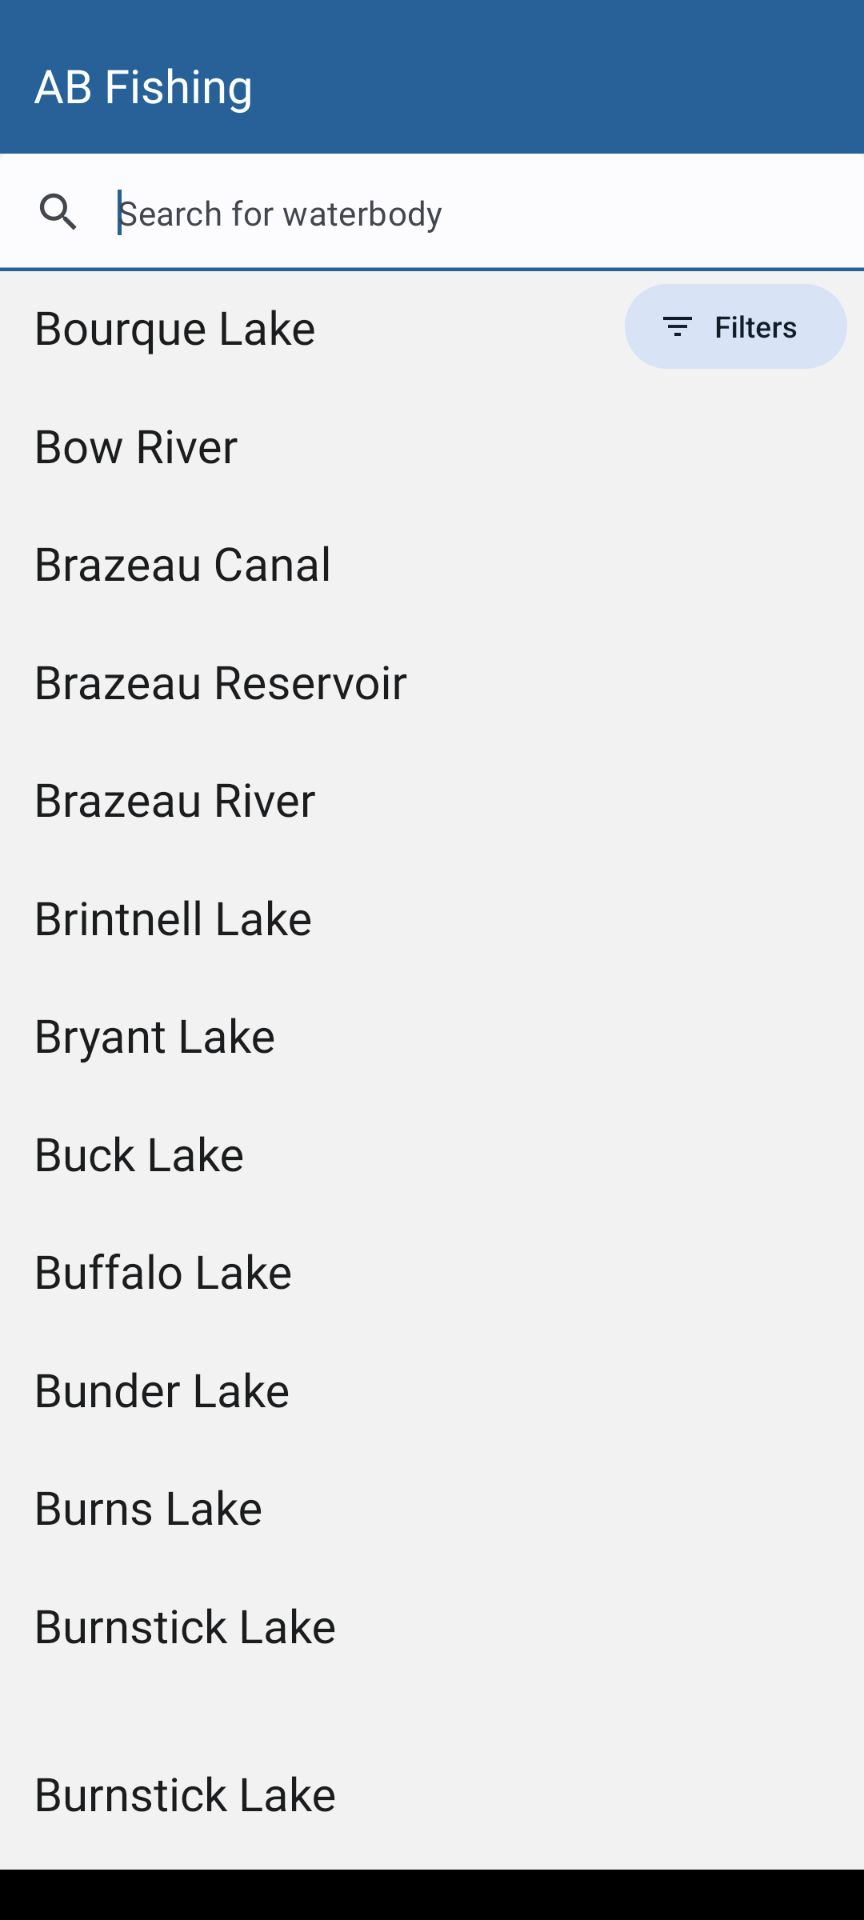 AB Fishing
Search for waterbody
Bourque Lake
Filters
Bow River
Brazeau Canal
Brazeau Reservoir
Brazeau River
Brintnell Lake
Bryant Lake
Buck Lake
Buffalo Lake
Bunder Lake
Burns Lake
Burnstick Lake
Burnstick Lake